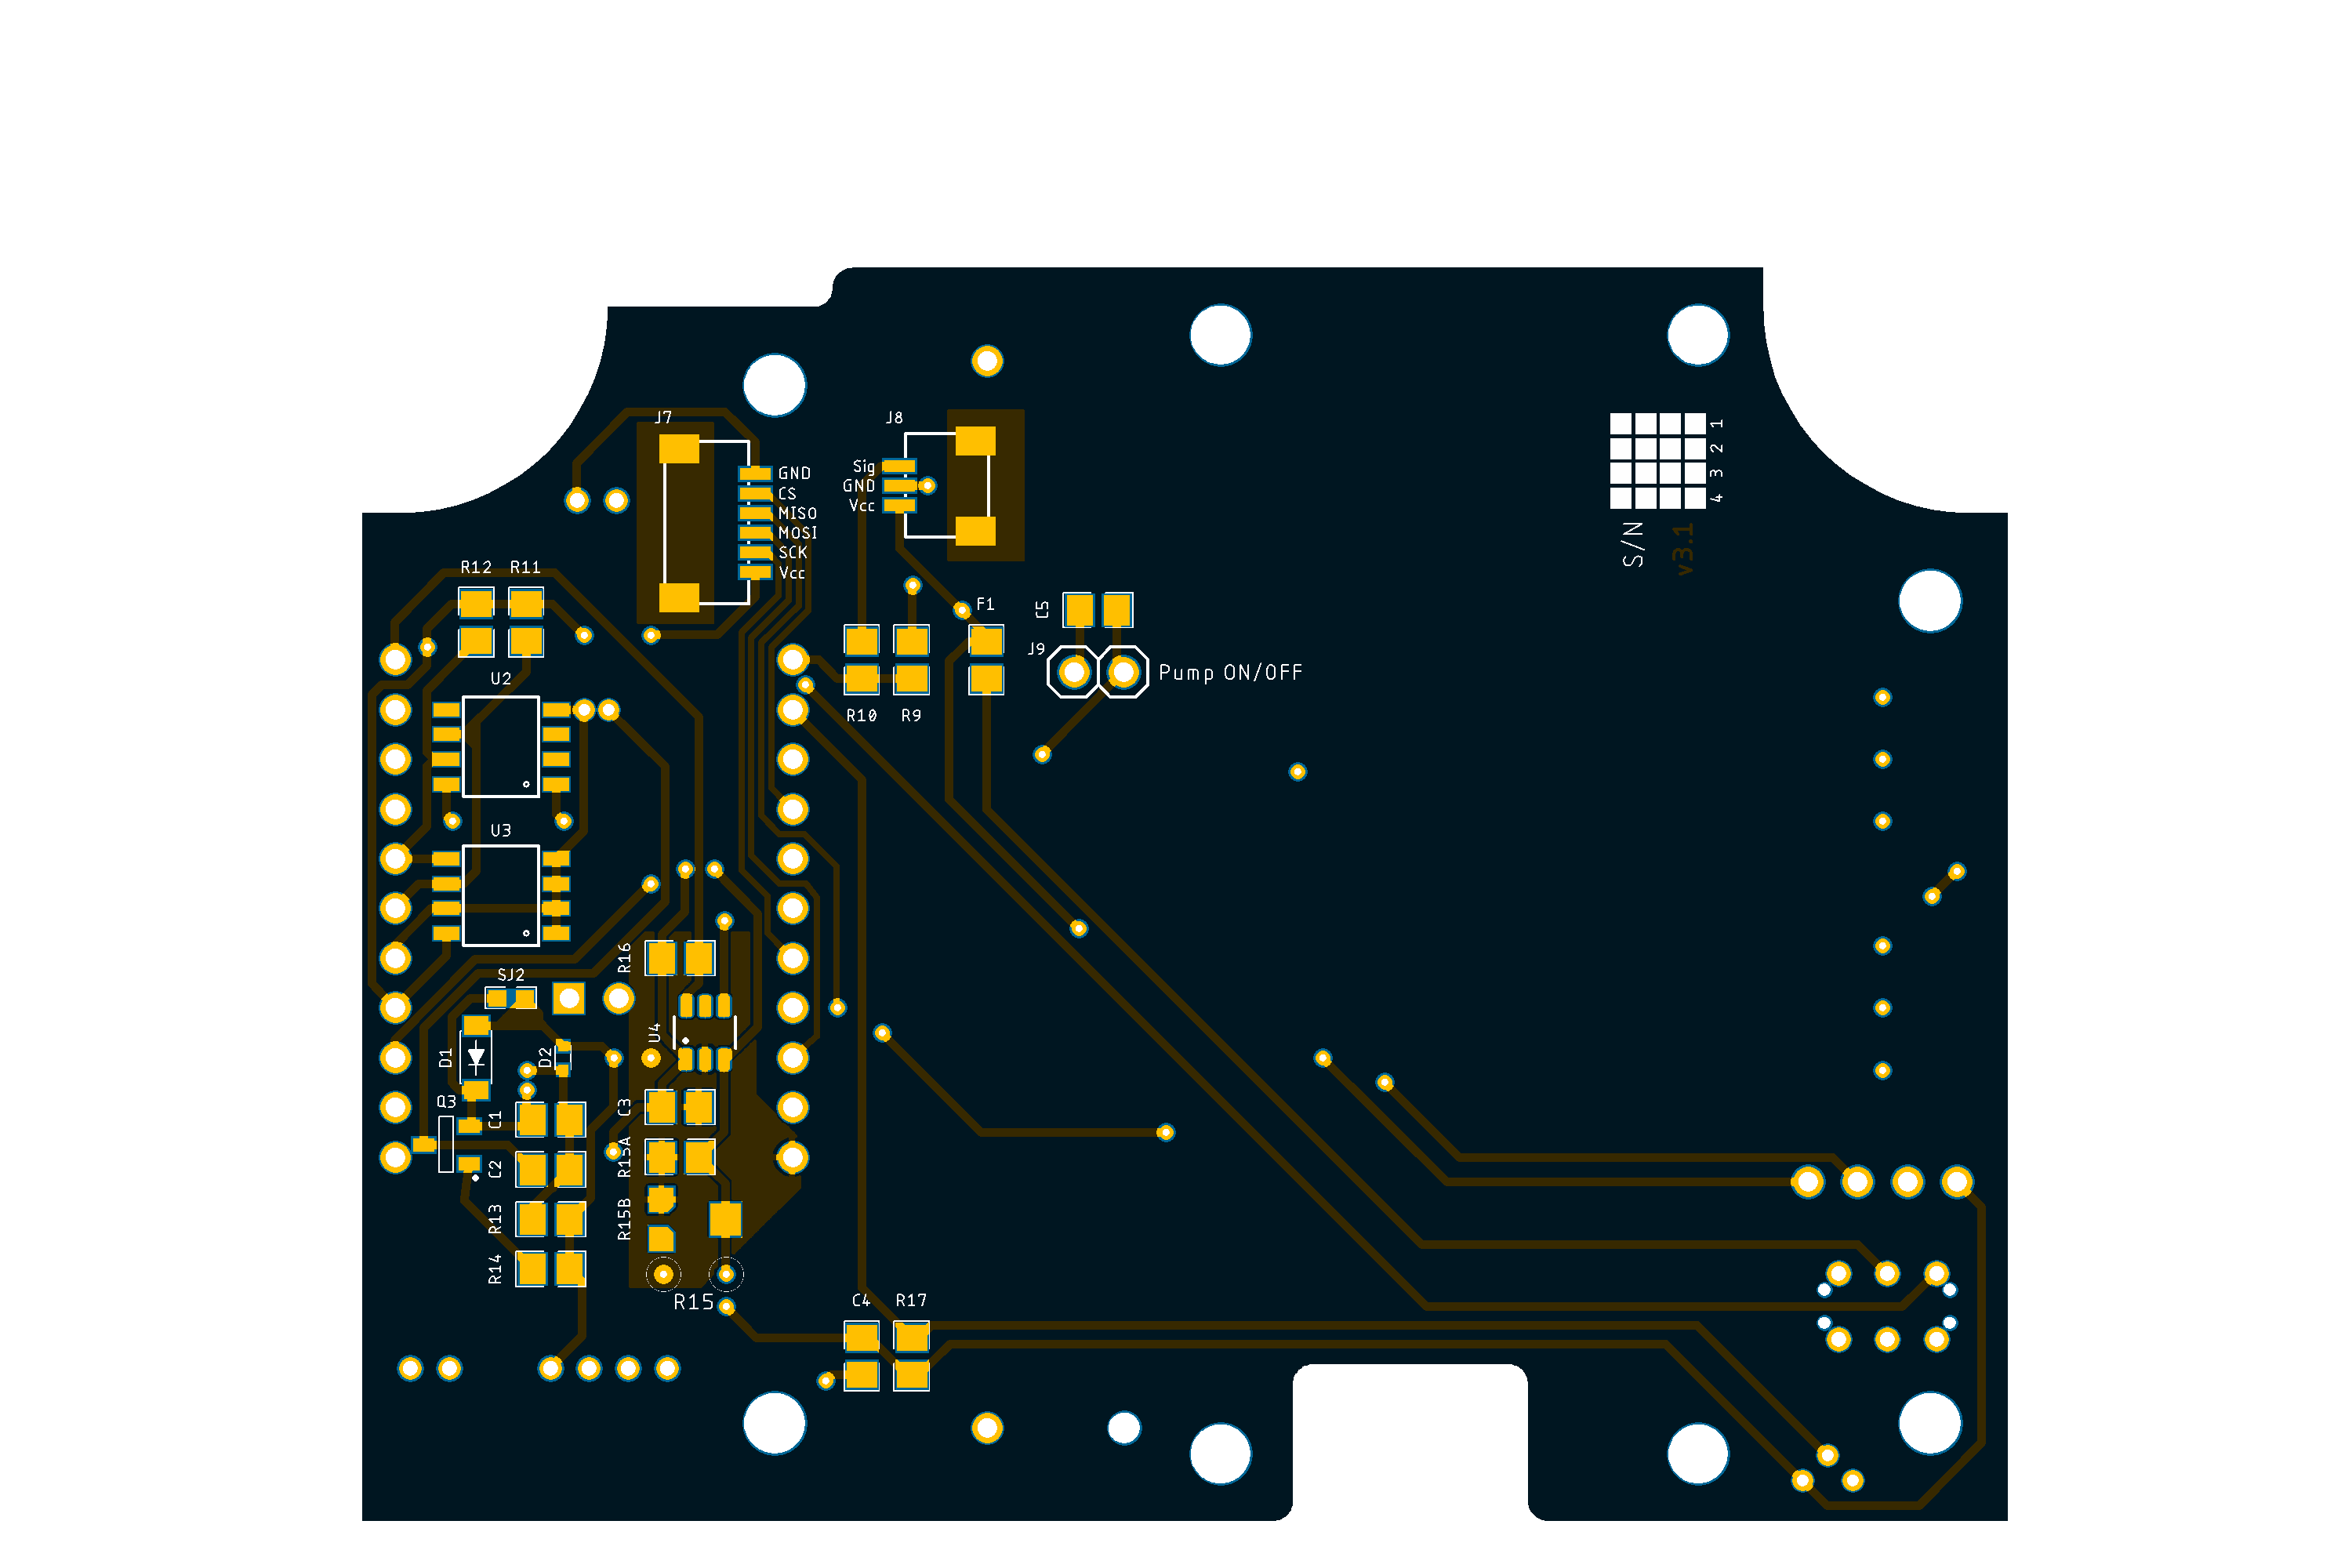 J7
J8
GND
CS
MISO
MOSI
SCK
Vcc
Sig
GND
Vcc
1
2
3
4
S/N
v3.1
R12
R11
F1
C5
J9
Pump ON/OFF
U2
R10
R9
U3
R16
SJ2
U4
D1
D2
Q3
C1
C3
C2
R15A
R13
R15B
R14
R15
C4
R17